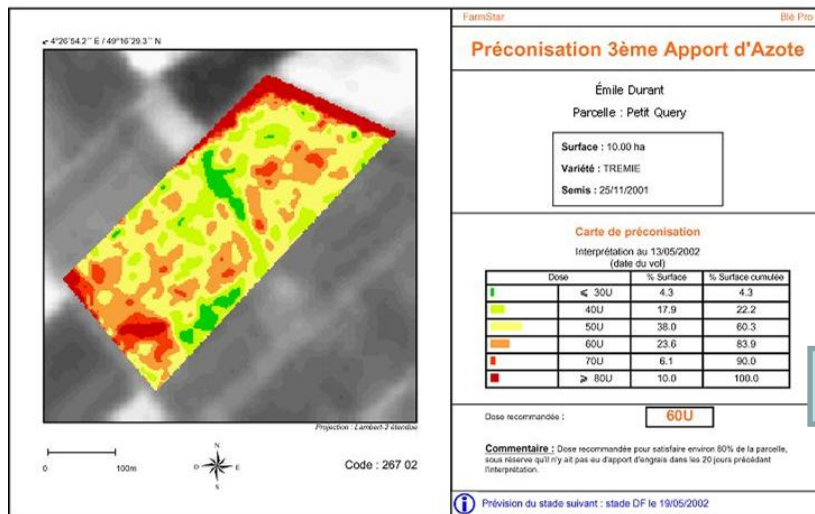 4°26'54.2'' E / 49°16'29.3'' N
Projection : Lambert-2 étendue
0 100m
N
O E
S
Code : 267 02
FarmStar Blé Pro
Préconisation 3ème Apport d'Azote
Émile Durant
Parcelle : Petit Query
Surface : 10.00 ha
Variété : TREMIE
Semis : 25/11/2001
Carte de préconisation
Interprétation au 13/05/2002
(date du vol)
Dose % Surface % Surface cumulée
⩽ 30U 4.3 4.3
40U 17.9 22.2
50U 38.0 60.3
60U 23.6 83.9
70U 6.1 90.0
⩾ 80U 10.0 100.0
Dose recommandée : 60U
Commentaire : Dose recommandée pour satisfaire environ 80% de la parcelle,
sous réserve qu'il n'y ait pas eu d'apport d'engrais dans les 20 jours précédant
l'interprétation.
Prévision du stade suivant : stade DF le 19/05/2002